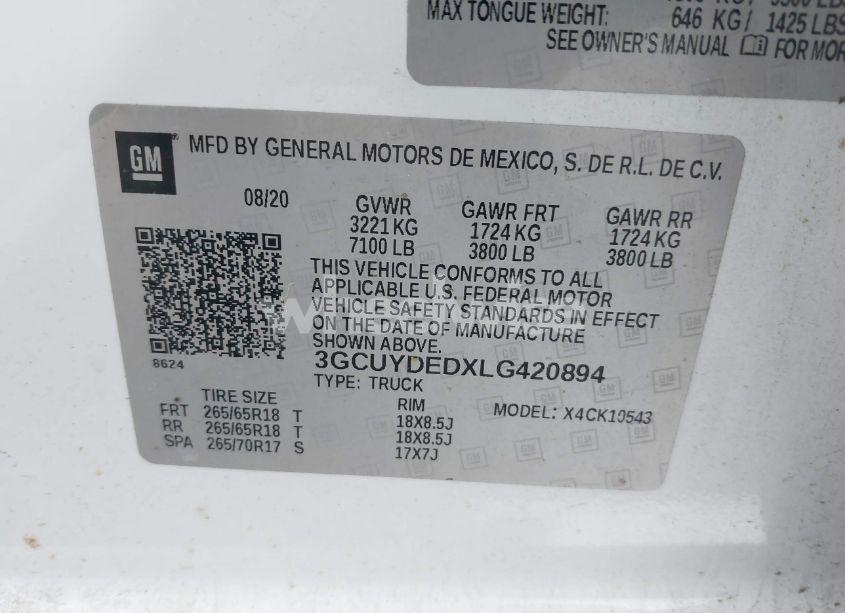 MAX TONGUE WEIGHT: 646 KG/ 1425 LBS
SEE OWNER'S MANUAL FOR MOR
GM MFD BY GENERAL MOTORS DE MEXICO, S. DE R.L. DE C.V.
08/20 GVWR GAWR FRT GAWR RR
3221 KG 1724 KG 1724 KG
7100 LB 3800 LB 3800 LB
THIS VEHICLE CONFORMS TO ALL
APPLICABLE U.S. FEDERAL MOTOR
VEHICLE SAFETY STANDARDS IN EFFECT
ON THE DATE OF MANUFACTURE
SHOWN ABOVE.
8624 3GCUYDEDXLG420894
TYPE: TRUCK
TIRE SIZE RIM MODEL: X4CK10543
FRT 265/65R18 T 18X8.5J
RR 265/65R18 T 18X8.5J
SPA 265/70R17 S 17X7J